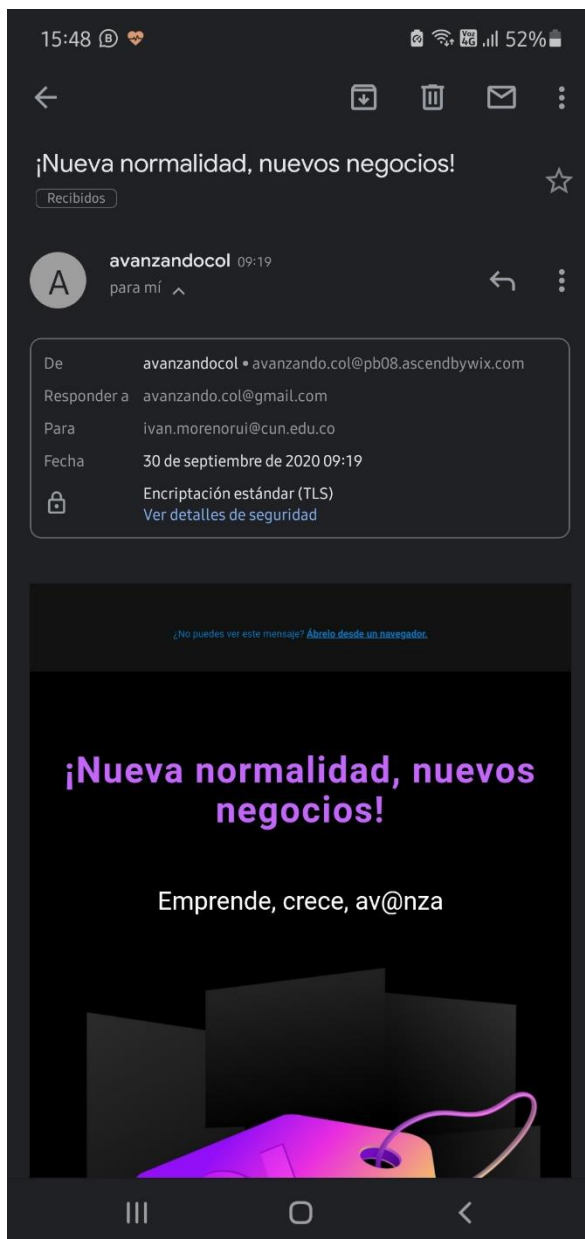 15:48 52%
Voz 4G
¡Nueva normalidad, nuevos negocios!
Recibidos
A
avanzandocol 09:19
para mí
De avanzandocol • avanzando.col@pb08.ascendbywix.com
Responder a avanzando.col@gmail.com
Para ivan.morenorui@cun.edu.co
Fecha 30 de septiembre de 2020 09:19
Encriptación estándar (TLS)
Ver detalles de seguridad
¿No puedes ver este mensaje? Ábrelo desde un navegador.
¡Nueva normalidad, nuevos
negocios!
Emprende, crece, av@nza